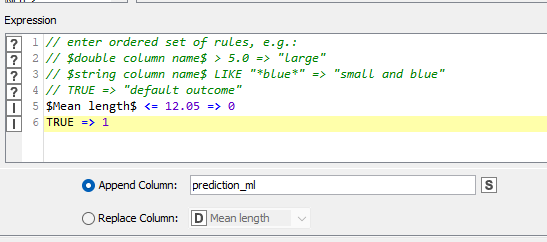 Expression
? 1 // enter ordered set of rules, e.g.:
? 2 // $double column name$ > 5.0 => "large"
? 3 // $string column name$ LIKE "*blue*" => "small and blue"
? 4 // TRUE => "default outcome"
I 5 $Mean length$ <= 12.05 => 0
I 6 TRUE => 1
Append Column: prediction_ml S
Replace Column: D Mean length